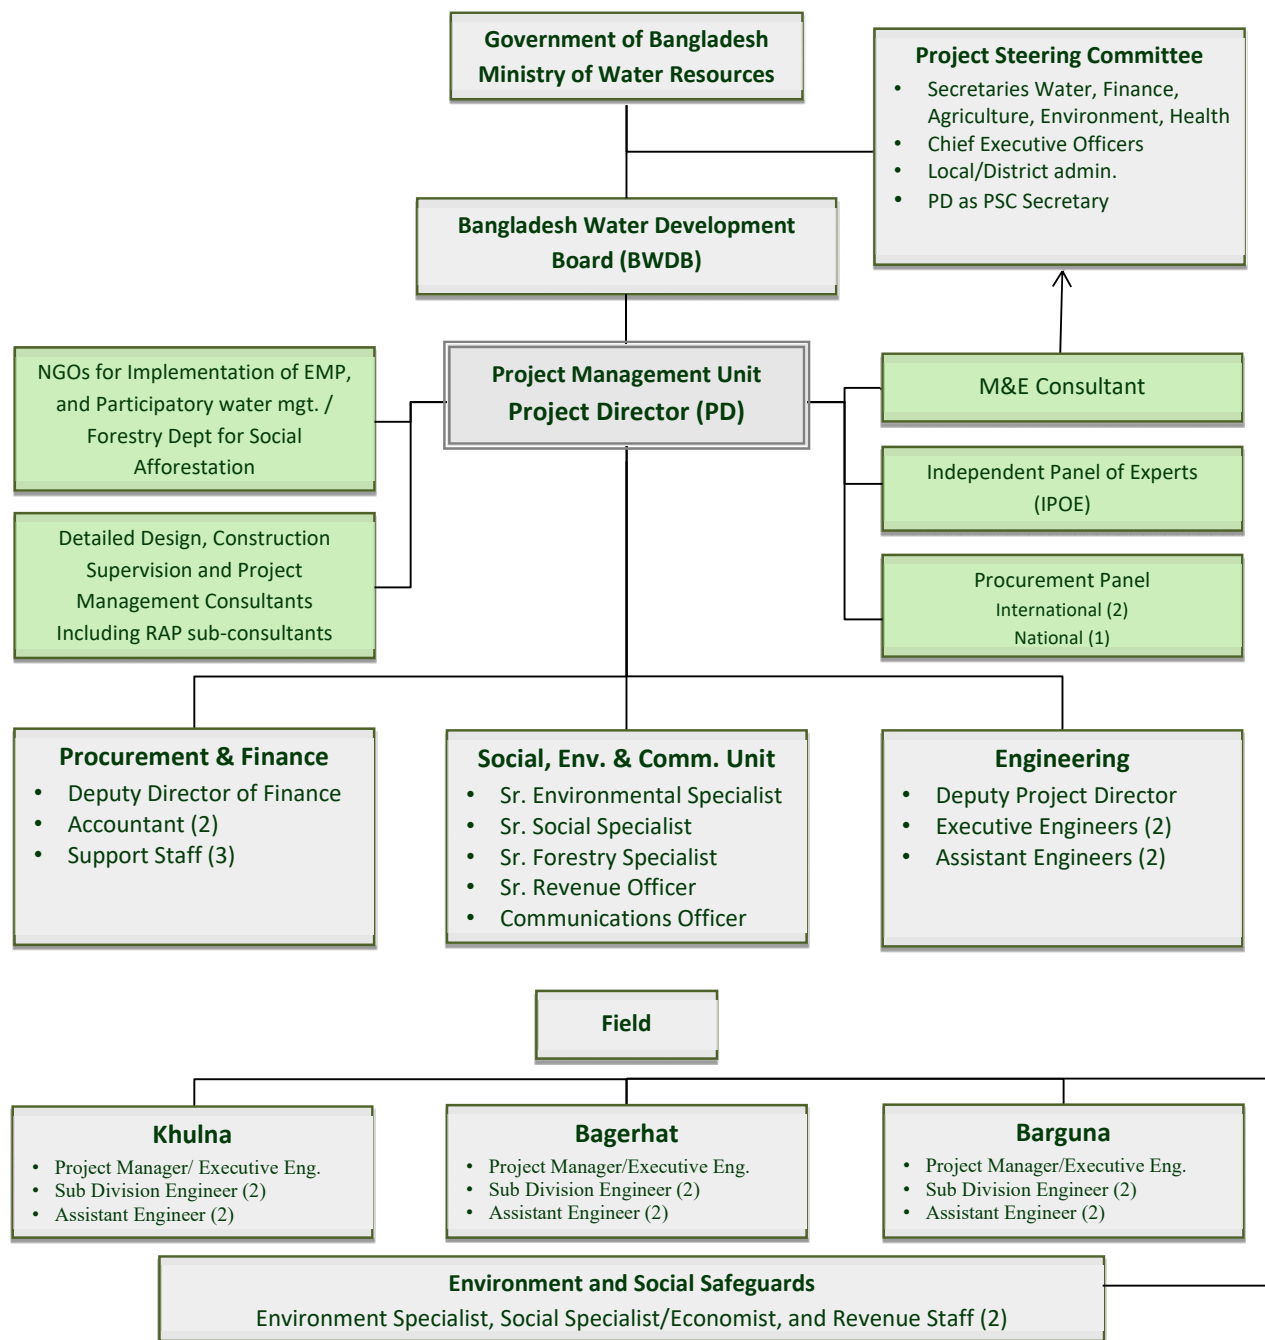 Government of Bangladesh
Ministry of Water Resources
Project Steering Committee
• Secretaries Water, Finance,
Agriculture, Environment, Health
• Chief Executive Officers
• Local/District admin.
• PD as PSC Secretary
Bangladesh Water Development
Board (BWDB)
NGOs for Implementation of EMP,
and Participatory water mgt. /
Forestry Dept for Social
Afforestation
Project Management Unit
Project Director (PD)
M&E Consultant
Independent Panel of Experts
(IPOE)
Detailed Design, Construction
Supervision and Project
Management Consultants
Including RAP sub-consultants
Procurement Panel
International (2)
National (1)
Procurement & Finance
• Deputy Director of Finance
• Accountant (2)
• Support Staff (3)
Social, Env. & Comm. Unit
• Sr. Environmental Specialist
• Sr. Social Specialist
• Sr. Forestry Specialist
• Sr. Revenue Officer
• Communications Officer
Engineering
• Deputy Project Director
• Executive Engineers (2)
• Assistant Engineers (2)
Field
Khulna
• Project Manager/ Executive Eng.
• Sub Division Engineer (2)
• Assistant Engineer (2)
Bagerhat
• Project Manager/Executive Eng.
• Sub Division Engineer (2)
• Assistant Engineer (2)
Barguna
• Project Manager/Executive Eng.
• Sub Division Engineer (2)
• Assistant Engineer (2)
Environment and Social Safeguards
Environment Specialist, Social Specialist/Economist, and Revenue Staff (2)